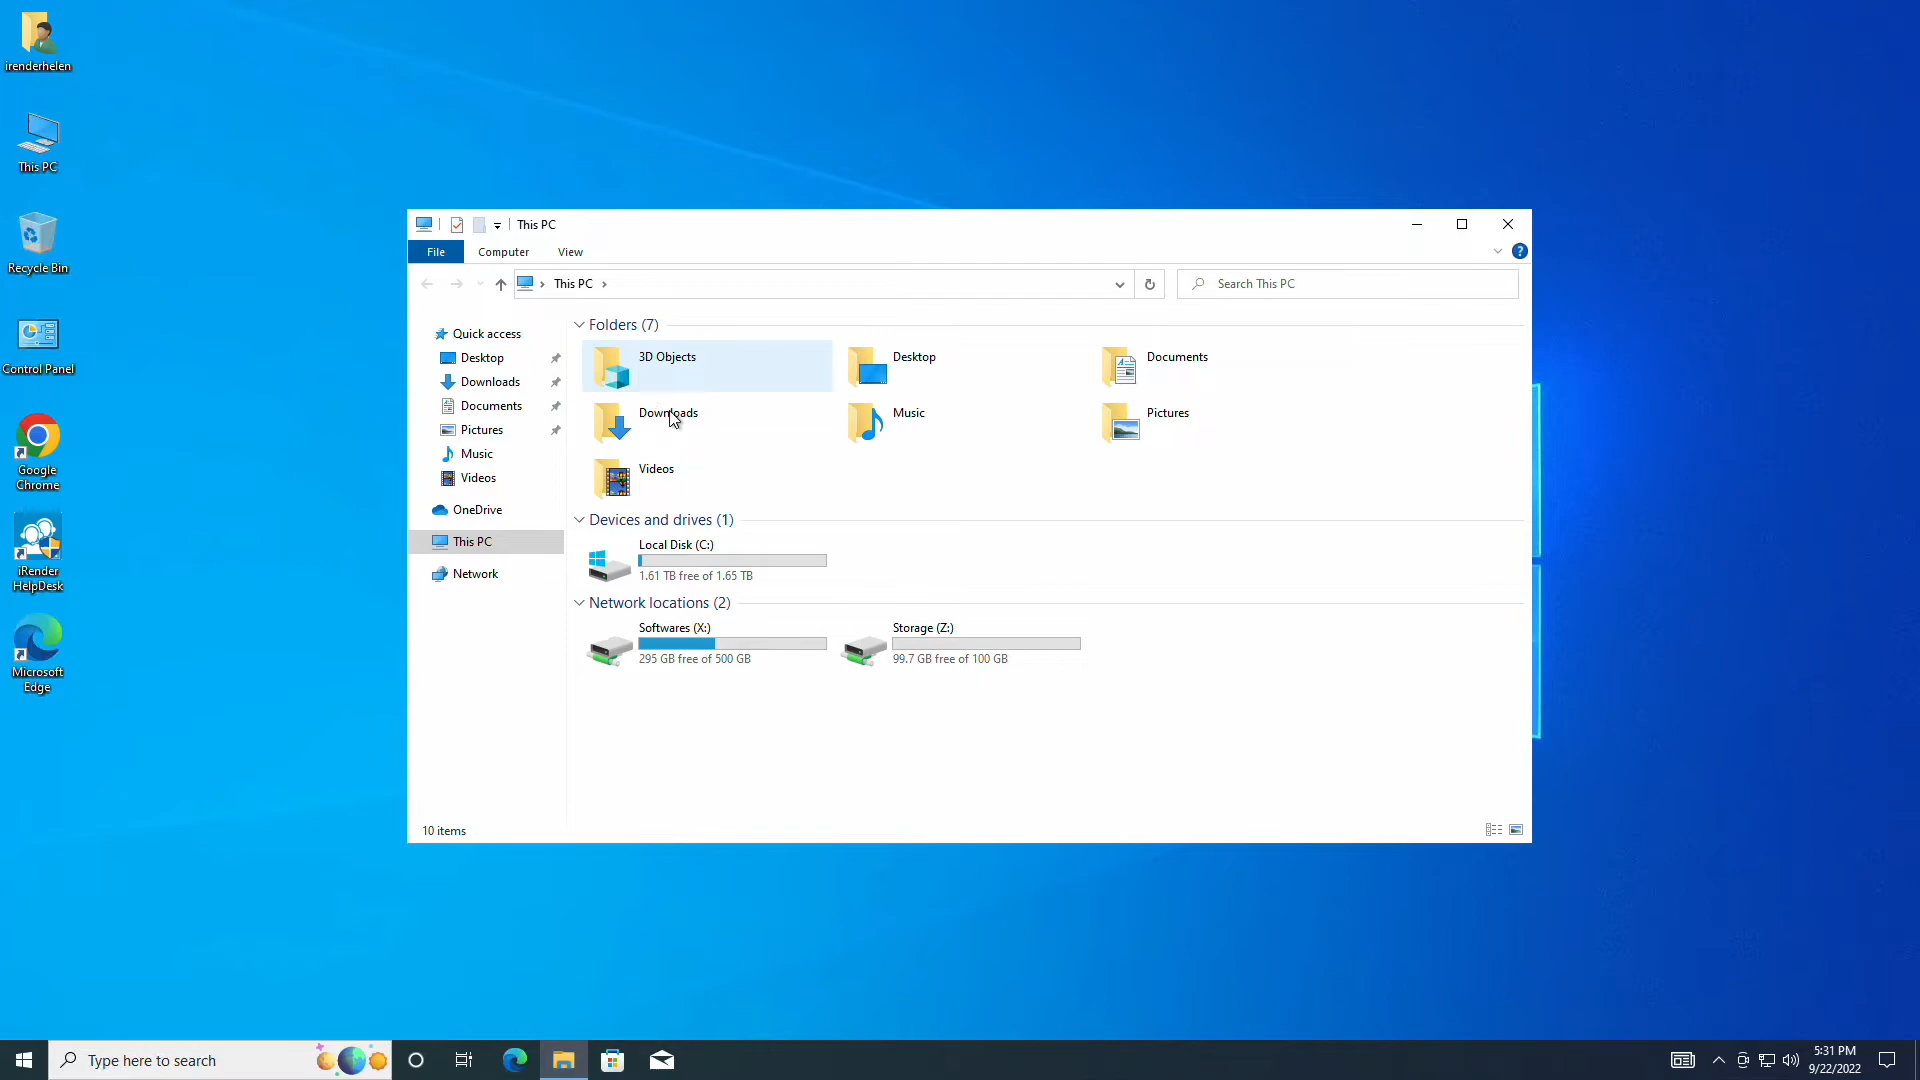 irenderhelen
This PC
Recycle Bin
Control Panel
Google
Chrome
iRender
HelpDesk
Microsoft
Edge
This PC
File
Computer
View
?
This PC
Search This PC
Quick access
Desktop
Downloads
Documents
Pictures
Music
Videos
OneDrive
This PC
Network
Folders (7)
3D Objects
Desktop
Documents
Downloads
Music
Pictures
Videos
Devices and drives (1)
Local Disk (C:)
1.61 TB free of 1.65 TB
Network locations (2)
Softwares (X:)
295 GB free of 500 GB
Storage (Z:)
99.7 GB free of 100 GB
10 items
Type here to search
5:31 PM
9/22/2022